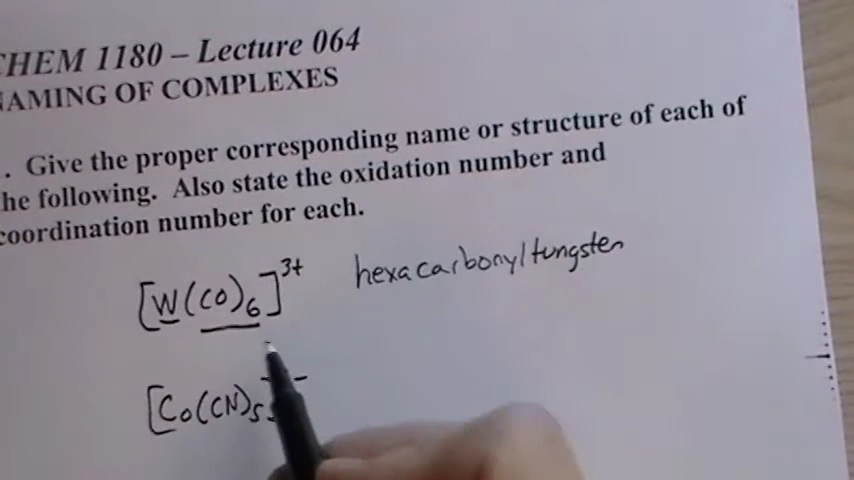 CHEM 1180 – Lecture 064
NAMING OF COMPLEXES
. Give the proper corresponding name or structure of each of
the following. Also state the oxidation number and
coordination number for each.
[W(CO)6]3+ hexacarbonyltungsten
[Co(CN)5]-